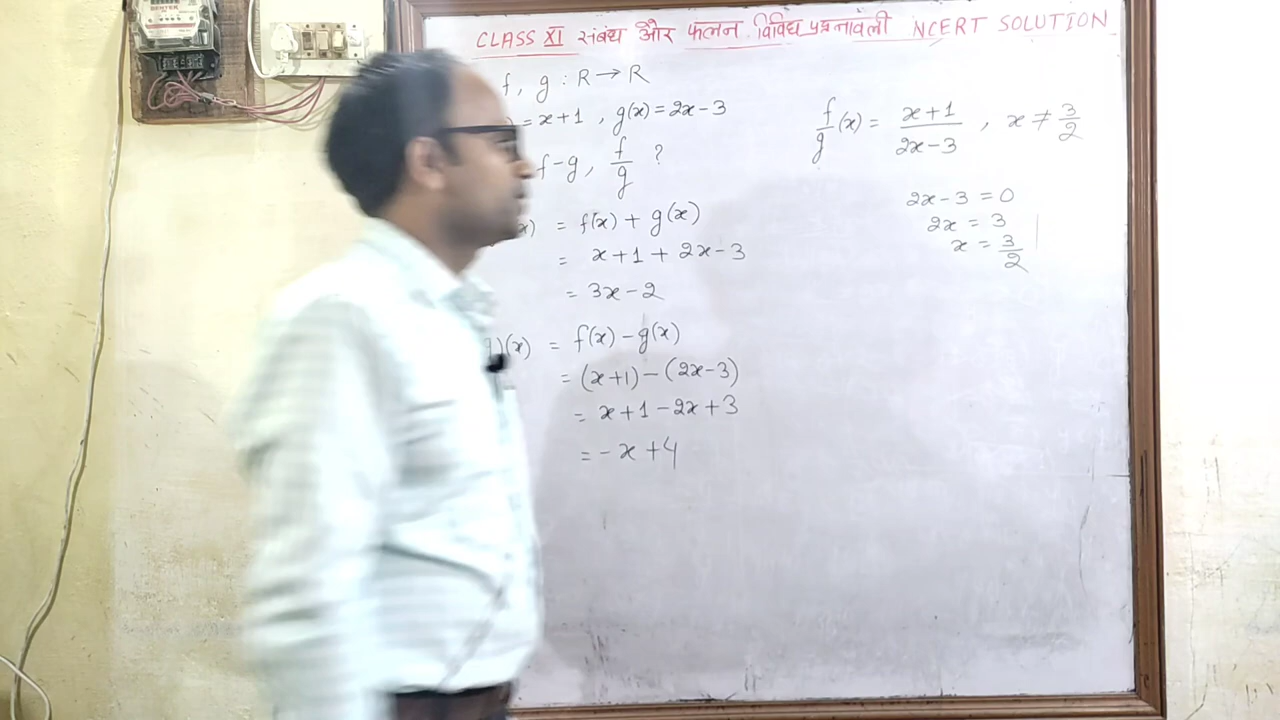 CLASS XI संबंध और फलन विविध प्रश्नावली NCERT SOLUTION
f, g : R → R
= x+1 , g(x) = 2x-3
f-g, f/g ?
x) = f(x) + g(x)
= x+1 + 2x-3
= 3x-2
g)(x) = f(x) - g(x)
= (x+1) - (2x-3)
= x+1-2x+3
= -x+4
f/g (x) = (x+1)/(2x-3) , x ≠ 3/2
2x-3 = 0
2x = 3
x = 3/2